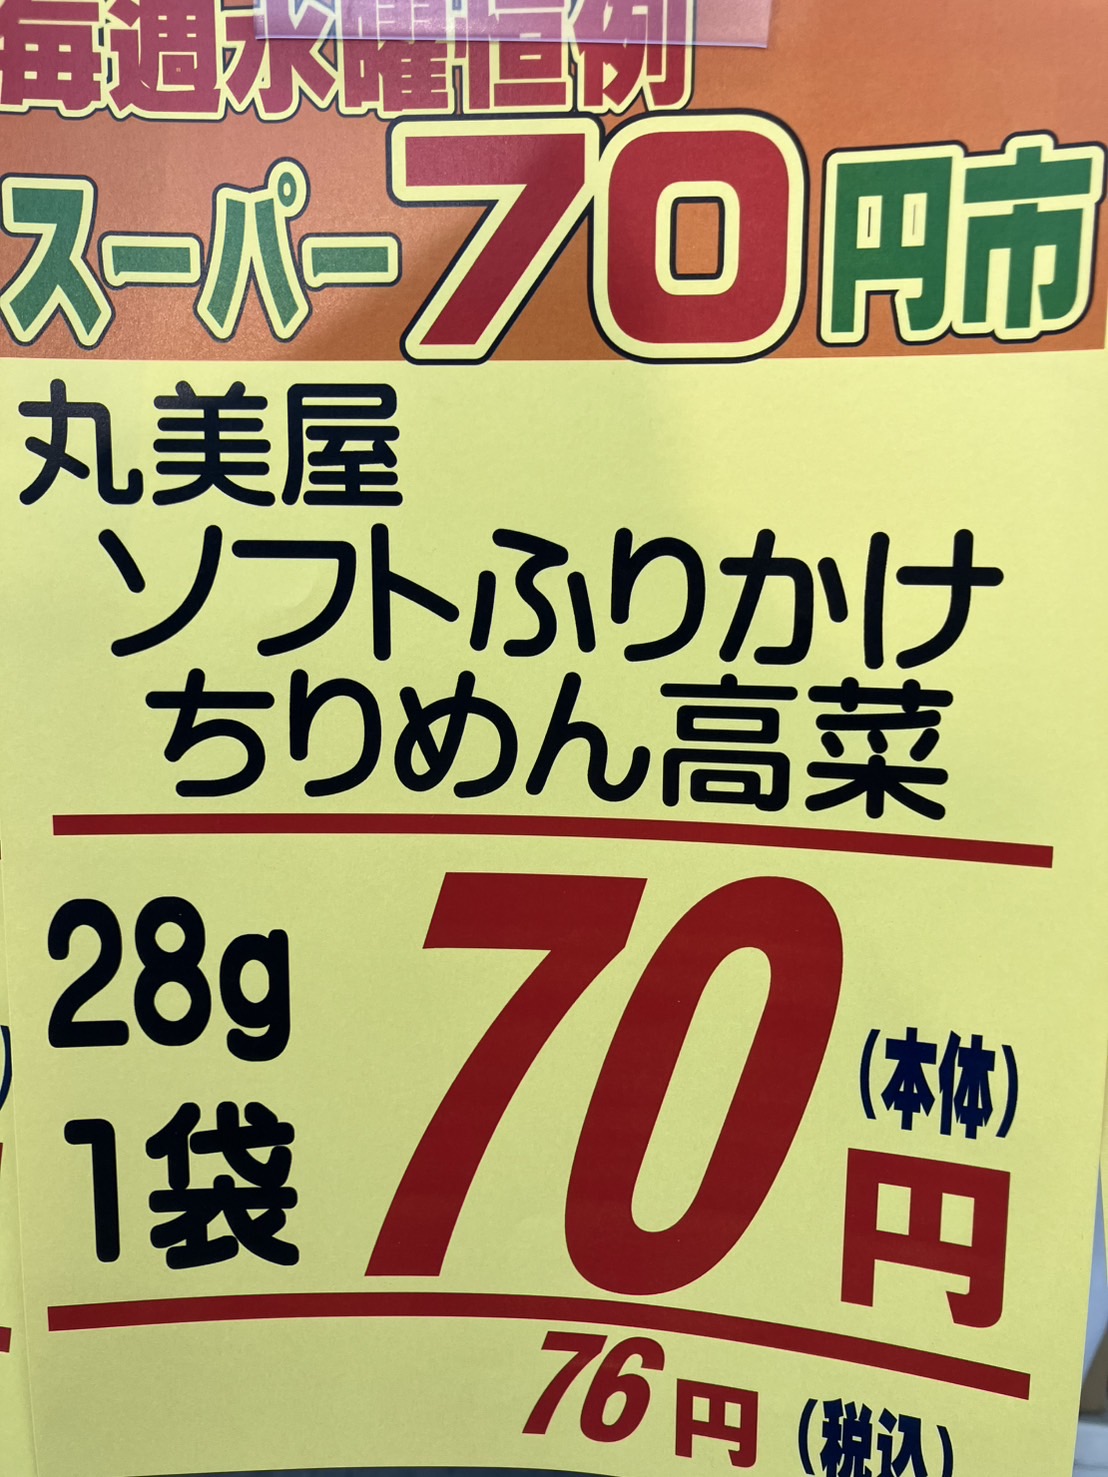 毎週水曜恒例
スーパー70円市
丸美屋
ソフトふりかけ
ちりめん高菜
28g
1袋
70円
(本体)
76円(税込)